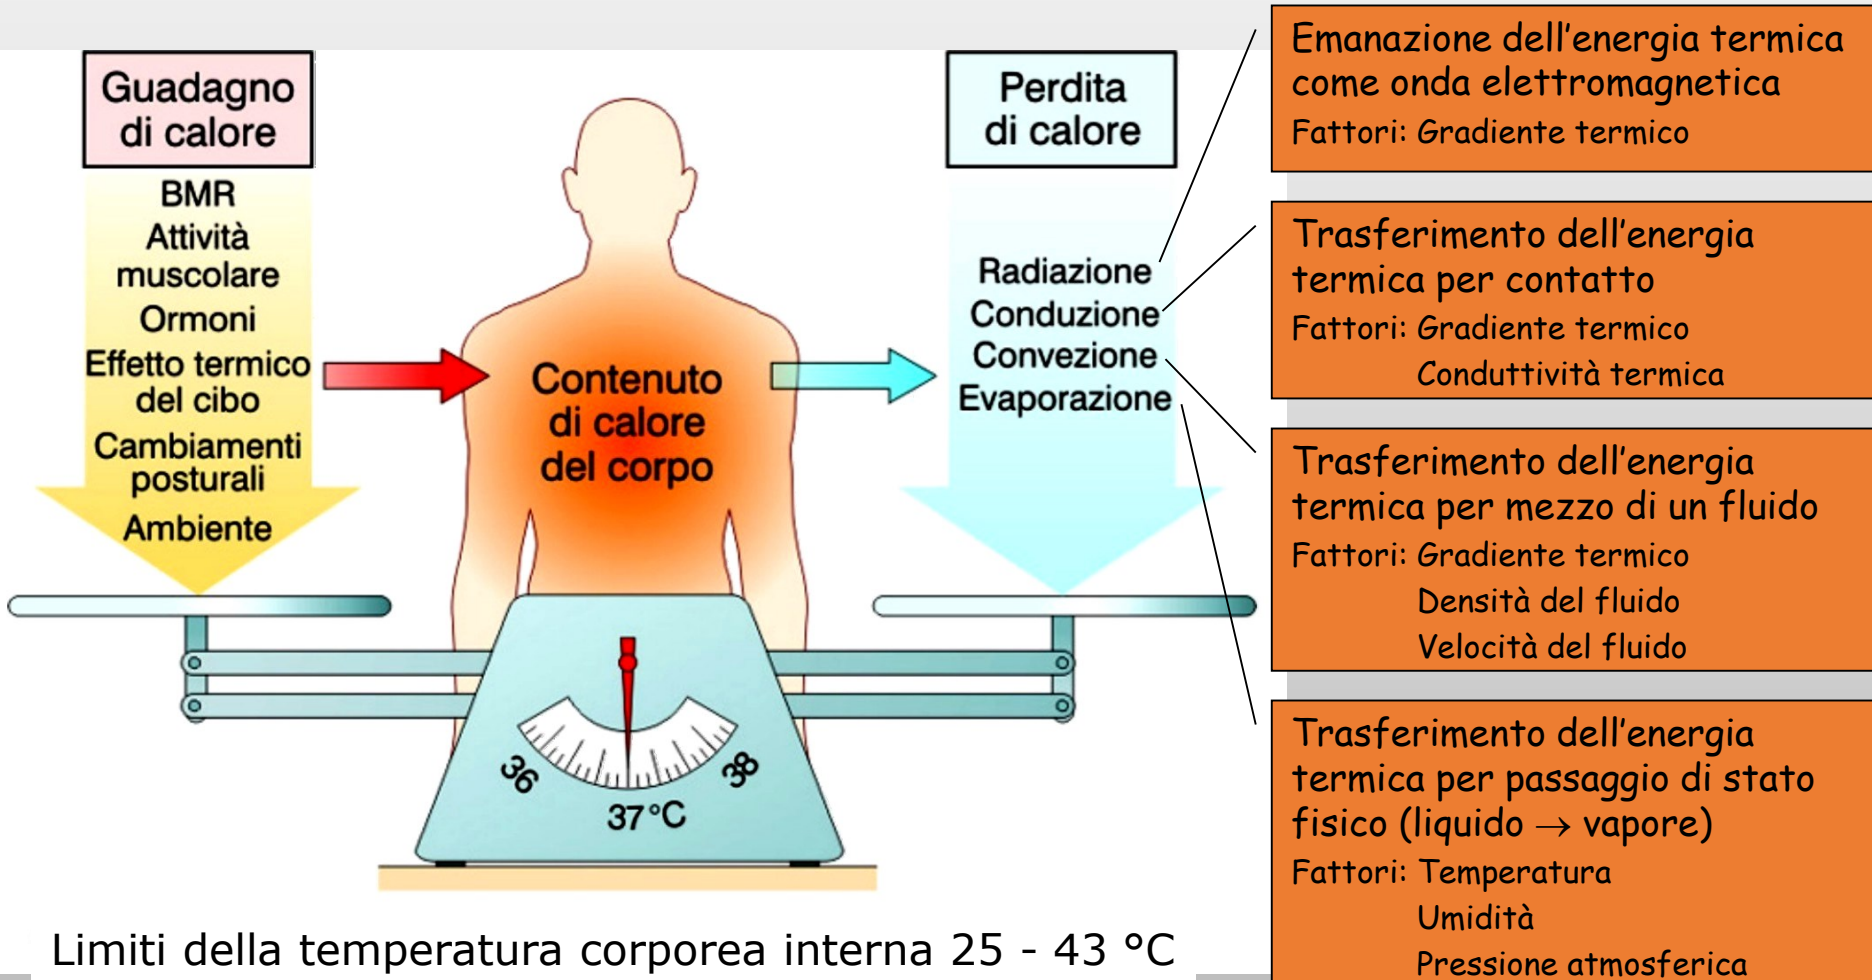 Guadagno
di calore
BMR
Attività
muscolare
Ormoni
Effetto termico
del cibo
Cambiamenti
posturali
Ambiente
Contenuto
di calore
del corpo
36
37°C
38
Perdita
di calore
Radiazione
Conduzione
Convezione
Evaporazione
Emanazione dell'energia termica
come onda elettromagnetica
Fattori: Gradiente termico
Trasferimento dell'energia
termica per contatto
Fattori: Gradiente termico
Conduttività termica
Trasferimento dell'energia
termica per mezzo di un fluido
Fattori: Gradiente termico
Densità del fluido
Velocità del fluido
Trasferimento dell'energia
termica per passaggio di stato
fisico (liquido → vapore)
Fattori: Temperatura
Umidità
Pressione atmosferica
Limiti della temperatura corporea interna 25 - 43 °C